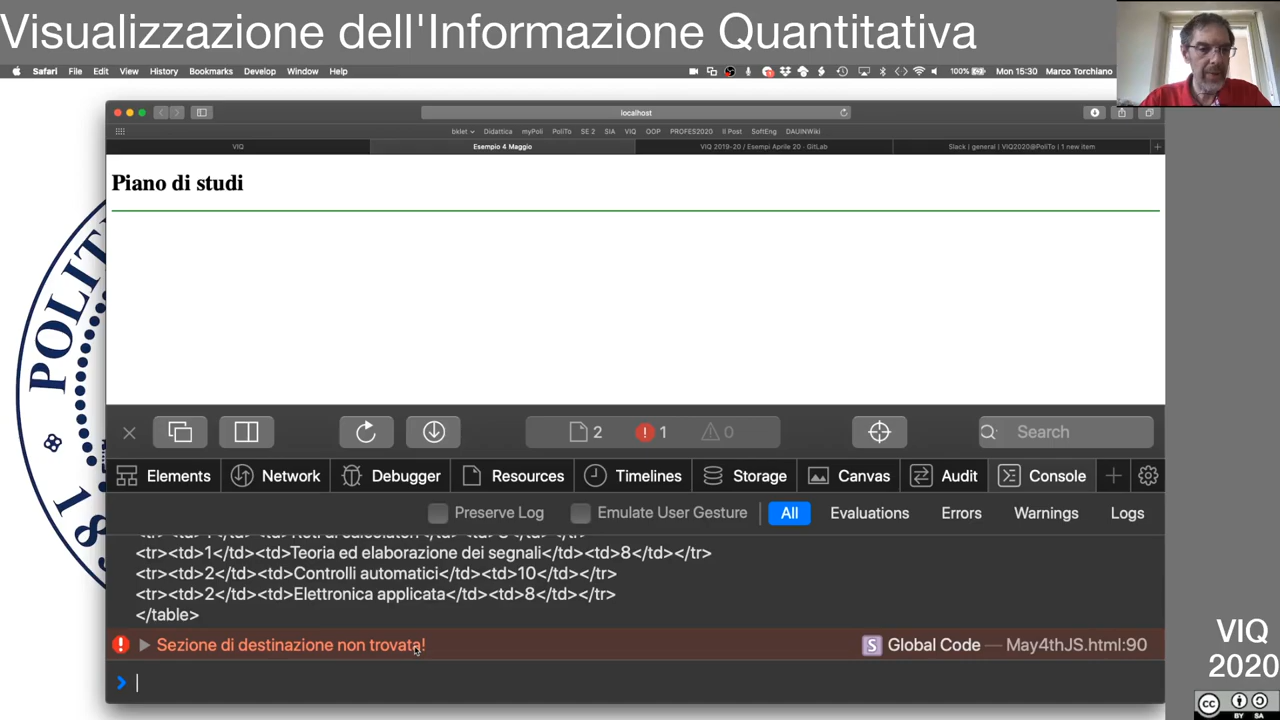 Visualizzazione dell'Informazione Quantitativa
Safari File Edit View History Bookmarks Develop Window Help
100% Mon 15:30 Marco Torchiano
localhost
bklet Didattica myPoli PoliTo SE 2 SIA VIQ OOP PROFES2020 Il Post SoftEng DAUINWiki
VIQ Esempio 4 Maggio VIQ 2019-20 / Esempi Aprile 20 · GitLab Slack | general | VIQ2020@PoliTo | 1 new item
Piano di studi
POLIT
2 1 0 Search
Elements Network Debugger Resources Timelines Storage Canvas Audit Console
Preserve Log Emulate User Gesture All Evaluations Errors Warnings Logs
<tr><td>1</td><td>Teoria ed elaborazione dei segnali</td><td>8</td></tr>
<tr><td>2</td><td>Controlli automatici</td><td>10</td></tr>
<tr><td>2</td><td>Elettronica applicata</td><td>8</td></tr>
</table>
Sezione di destinazione non trovata! S Global Code — May4thJS.html:90
VIQ
2020
cc BY SA